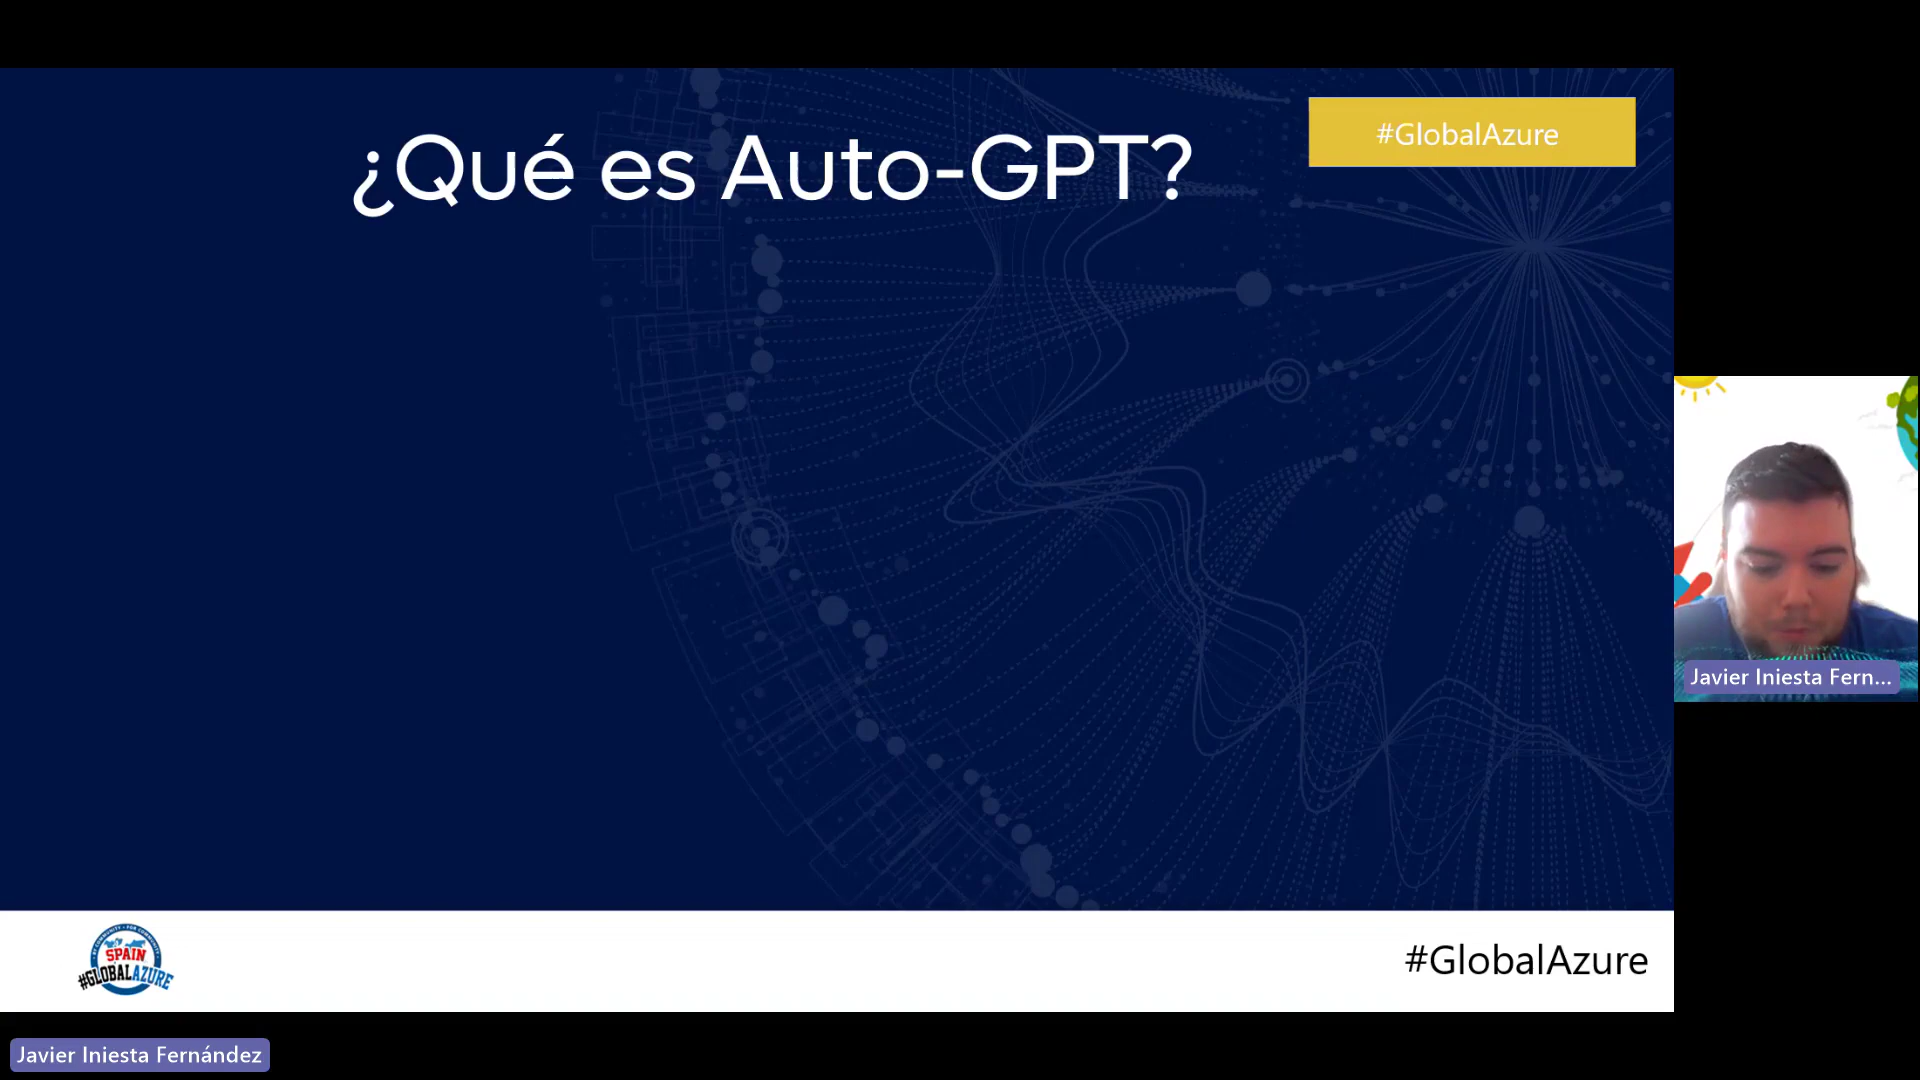 ¿Qué es Auto-GPT?
#GlobalAzure
Javier Iniesta Fern...
SPAIN
#GLOBALAZURE
#GlobalAzure
Javier Iniesta Fernández